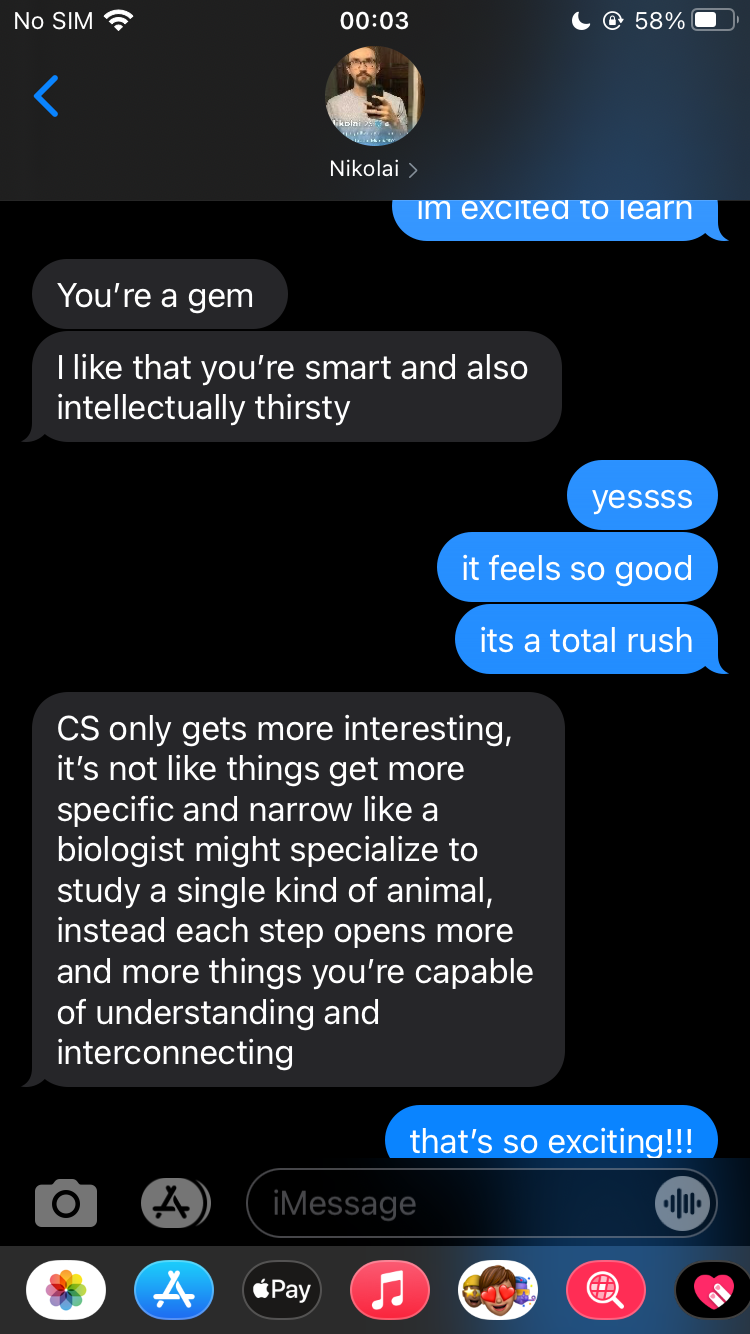 No SIM 00:03 58%
Nikolai
im excited to learn
You're a gem
I like that you're smart and also
intellectually thirsty
yessss
it feels so good
its a total rush
CS only gets more interesting,
it's not like things get more
specific and narrow like a
biologist might specialize to
study a single kind of animal,
instead each step opens more
and more things you're capable
of understanding and
interconnecting
that's so exciting!!!
iMessage
Pay